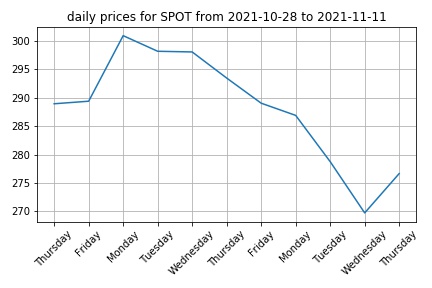 daily prices for SPOT from 2021-10-28 to 2021-11-11
300
295
290
285
280
275
270
Thursday
Friday
Monday
Tuesday
Wednesday
Thursday
Friday
Monday
Tuesday
Wednesday
Thursday